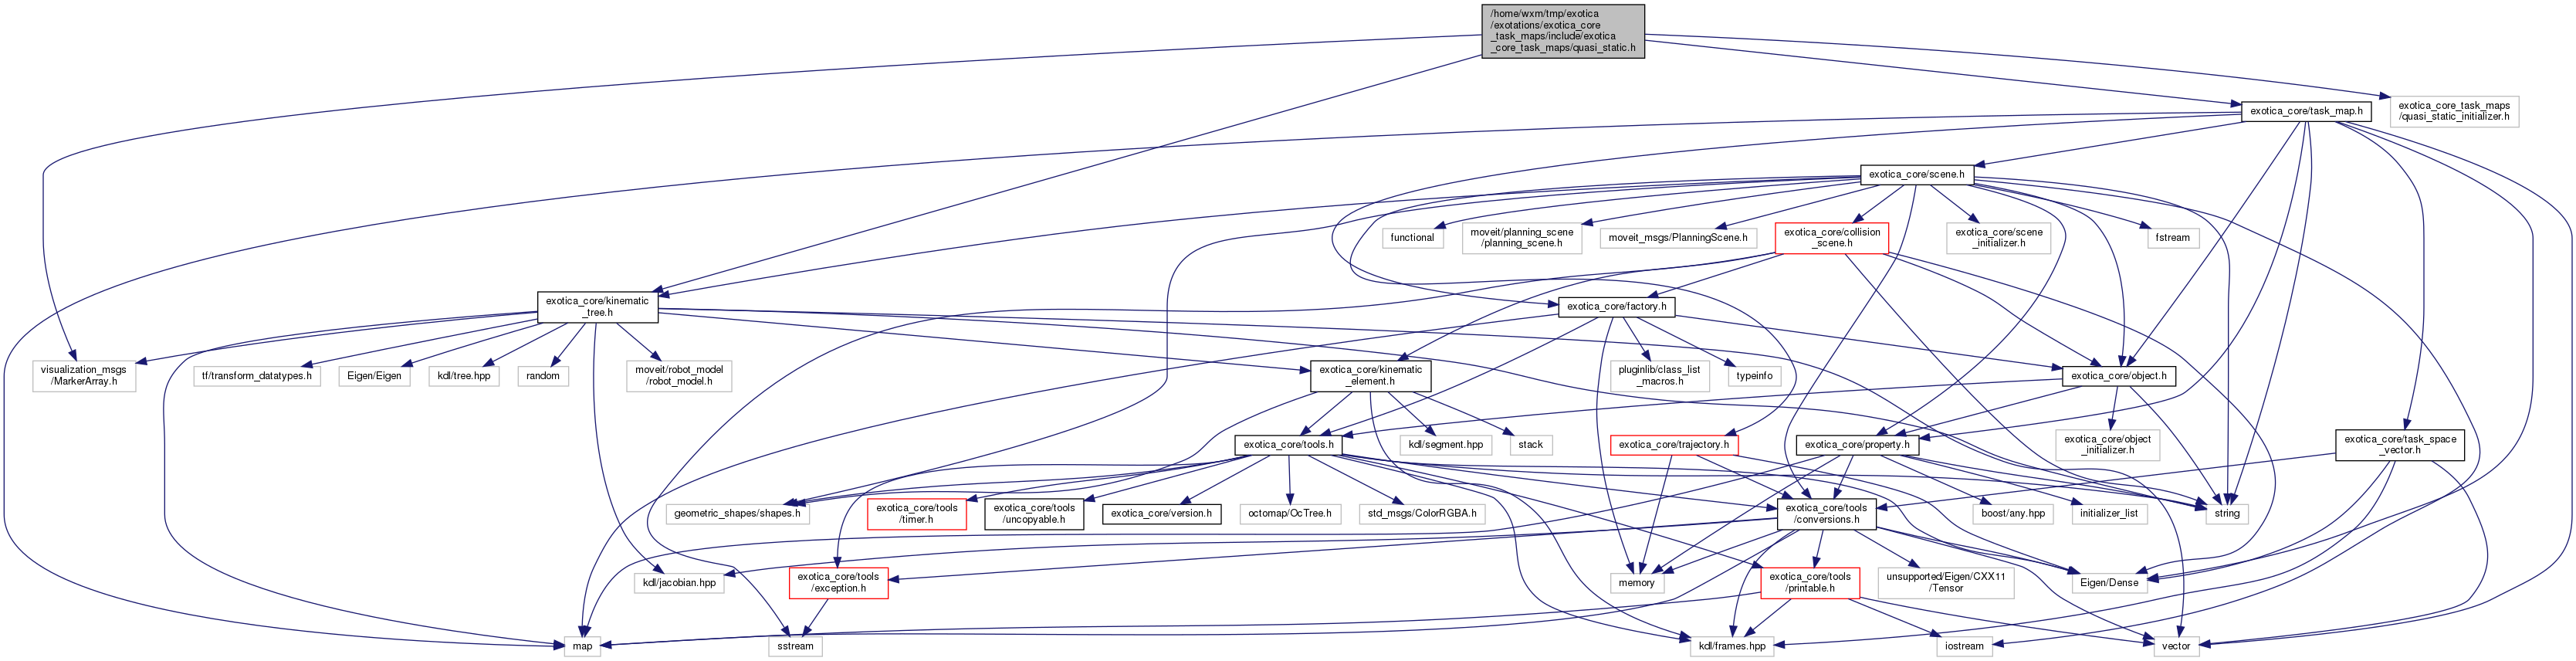 /home/wxm/tmp/exotica
/exotations/exotica_core
_task_maps/include/exotica
_core_task_maps/quasi_static.h
exotica_core/task_map.h
exotica_core_task_maps
/quasi_static_initializer.h
exotica_core/scene.h
functional
moveit/planning_scene
/planning_scene.h
moveit_msgs/PlanningScene.h
exotica_core/collision
_scene.h
exotica_core/scene
_initializer.h
fstream
exotica_core/kinematic
_tree.h
exotica_core/factory.h
visualization_msgs
/MarkerArray.h
tf/transform_datatypes.h
Eigen/Eigen
kdl/tree.hpp
random
moveit/robot_model
/robot_model.h
exotica_core/kinematic
_element.h
pluginlib/class_list
_macros.h
typeinfo
exotica_core/object.h
exotica_core/tools.h
kdl/segment.hpp
stack
exotica_core/trajectory.h
exotica_core/property.h
exotica_core/object
_initializer.h
exotica_core/task_space
_vector.h
geometric_shapes/shapes.h
exotica_core/tools
/timer.h
exotica_core/tools
/uncopyable.h
exotica_core/version.h
octomap/OcTree.h
std_msgs/ColorRGBA.h
exotica_core/tools
/conversions.h
boost/any.hpp
initializer_list
string
kdl/jacobian.hpp
exotica_core/tools
/exception.h
memory
exotica_core/tools
/printable.h
unsupported/Eigen/CXX11
/Tensor
Eigen/Dense
map
sstream
kdl/frames.hpp
iostream
vector